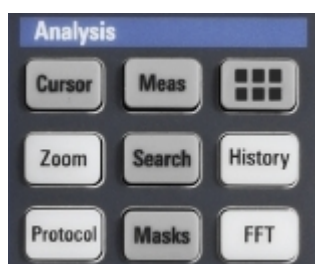 Analysis
Cursor Meas
Zoom Search History
Protocol Masks FFT